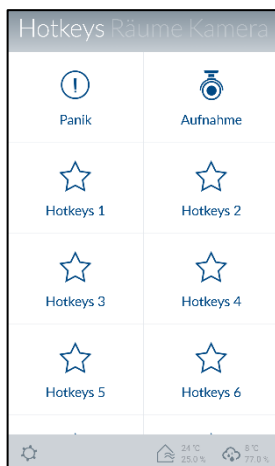 Hotkeys Räume Kamera
Panik Aufnahme
Hotkeys 1 Hotkeys 2
Hotkeys 3 Hotkeys 4
Hotkeys 5 Hotkeys 6
24 °C 8 °C
25.0 % 77.0 %